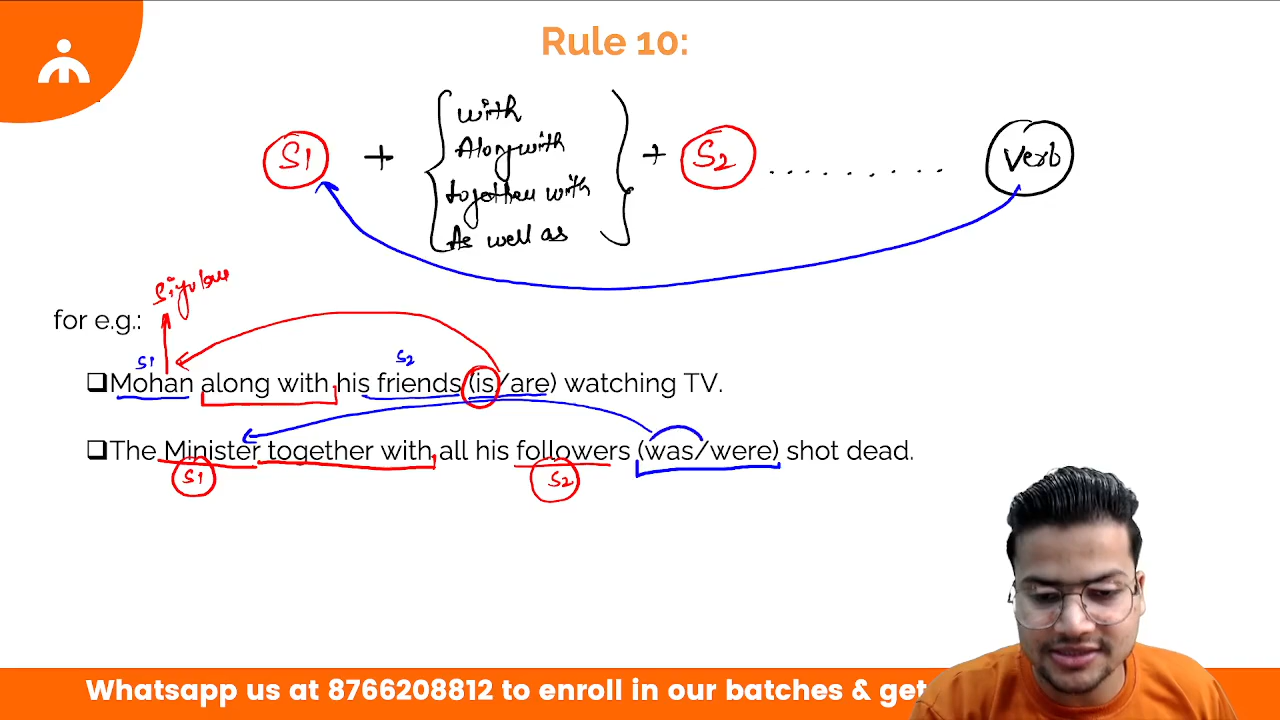 Rule 10:
with
Along with
S1 + together with + S2 ......... Verb
As well as
Singular
for e.g.:
S1 S2
❑Mohan along with his friends (is/are) watching TV.
❑The Minister together with all his followers (was/were) shot dead.
S1 S2
Whatsapp us at 8766208812 to enroll in our batches & get